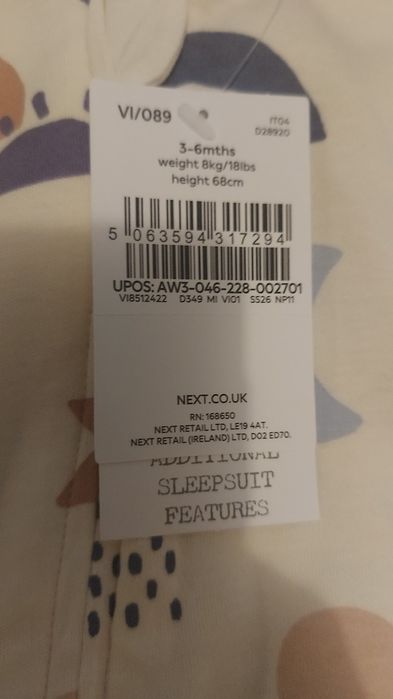 VI/089
IT04
D28920
3-6mths
weight 8kg/18lbs
height 68cm
5 063594 317294
UPOS: AW3-046-228-002701
VI8512422 D349 MI VI01 SS26 NP11
NEXT.CO.UK
RN: 168650
NEXT RETAIL LTD, LE19 4AT.
NEXT RETAIL (IRELAND) LTD, D02 ED70.
ADDITIONAL
SLEEPSUIT
FEATURES